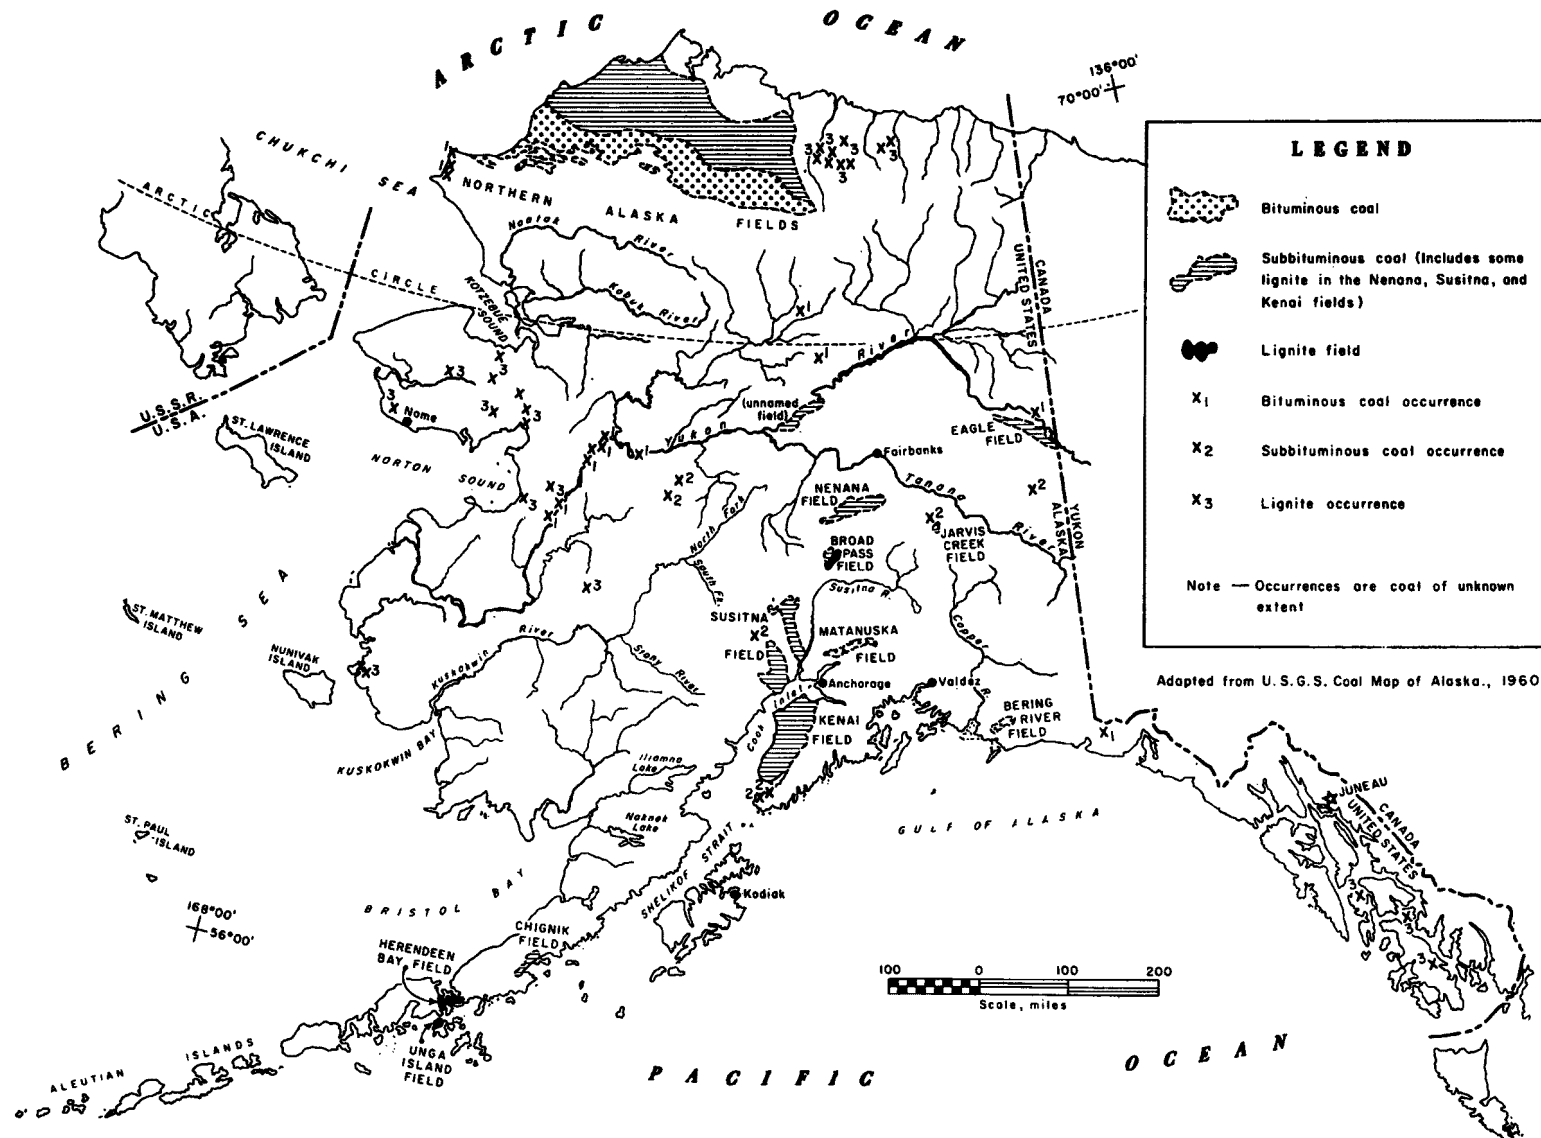 ARCTIC OCEAN
136°00'
70°00'
CHUKCHI SEA
ARCTIC CIRCLE
NORTHERN ALASKA FIELDS
Noatak River
Kobuk River
KOTZEBUE
SOUND
CANADA
UNITED STATES
U.S.S.R.
U.S.A.
Nome
ST. LAWRENCE
ISLAND
NORTON SOUND
(unnamed
field)
Yukon River
EAGLE
FIELD
Fairbanks
Tanana River
NENANA
FIELD
YUKON
ALASKA
BROAD
PASS
FIELD
JARVIS
CREEK
FIELD
North Fork
South Fk.
Susitna R.
SUSITNA
FIELD
MATANUSKA
FIELD
Copper R.
ST. MATTHEW
ISLAND
NUNIVAK
ISLAND
BERING SEA
Kuskokwin River
Stony River
Anchorage
Valdez
Cook Inlet
KENAI
FIELD
BERING
RIVER
FIELD
KUSKOKWIN BAY
Iliamna
Lake
Naknek
Lake
GULF OF ALASKA
ST. PAUL
ISLAND
SHELIKOF STRAIT
Kodiak
BRISTOL BAY
168°00'
56°00'
CHIGNIK
FIELD
HERENDEEN
BAY FIELD
UNGA
ISLAND
FIELD
ALEUTIAN ISLANDS
JUNEAU
CANADA
UNITED STATES
100 0 100 200
Scale, miles
PACIFIC OCEAN
LEGEND
Bituminous coal
Subbituminous coal (Includes some
lignite in the Nenana, Susitna, and
Kenai fields)
Lignite field
X1 Bituminous coal occurrence
X2 Subbituminous coal occurrence
X3 Lignite occurrence
Note — Occurrences are coal of unknown
extent
Adapted from U.S.G.S. Coal Map of Alaska., 1960